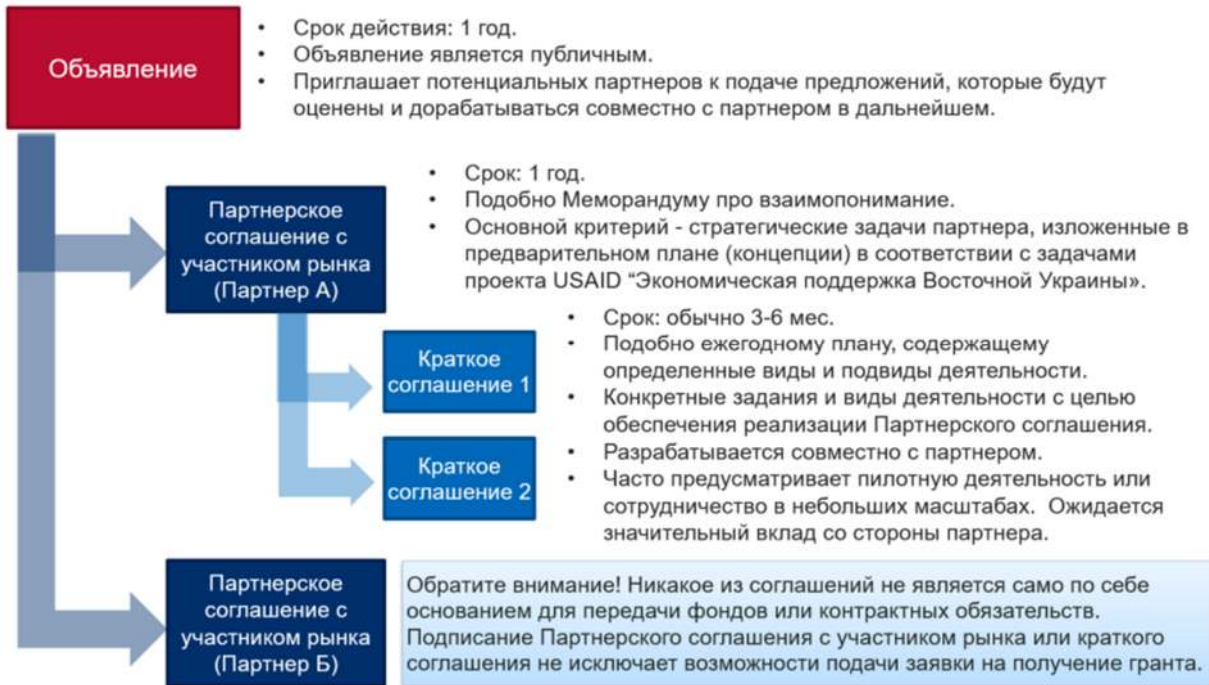 Объявление
• Срок действия: 1 год.
• Объявление является публичным.
• Приглашает потенциальных партнеров к подаче предложений, которые будут
оценены и дорабатываться совместно с партнером в дальнейшем.
Партнерское
соглашение с
участником рынка
(Партнер А)
• Срок: 1 год.
• Подобно Меморандуму про взаимопонимание.
• Основной критерий - стратегические задачи партнера, изложенные в
предварительном плане (концепции) в соответствии с задачами
проекта USAID “Экономическая поддержка Восточной Украины».
Краткое
соглашение 1
Краткое
соглашение 2
• Срок: обычно 3-6 мес.
• Подобно ежегодному плану, содержащему
определенные виды и подвиды деятельности.
• Конкретные задания и виды деятельности с целью
обеспечения реализации Партнерского соглашения.
• Разрабатывается совместно с партнером.
• Часто предусматривает пилотную деятельность или
сотрудничество в небольших масштабах. Ожидается
значительный вклад со стороны партнера.
Партнерское
соглашение с
участником рынка
(Партнер Б)
Обратите внимание! Никакое из соглашений не является само по себе
основанием для передачи фондов или контрактных обязательств.
Подписание Партнерского соглашения с участником рынка или краткого
соглашения не исключает возможности подачи заявки на получение гранта.